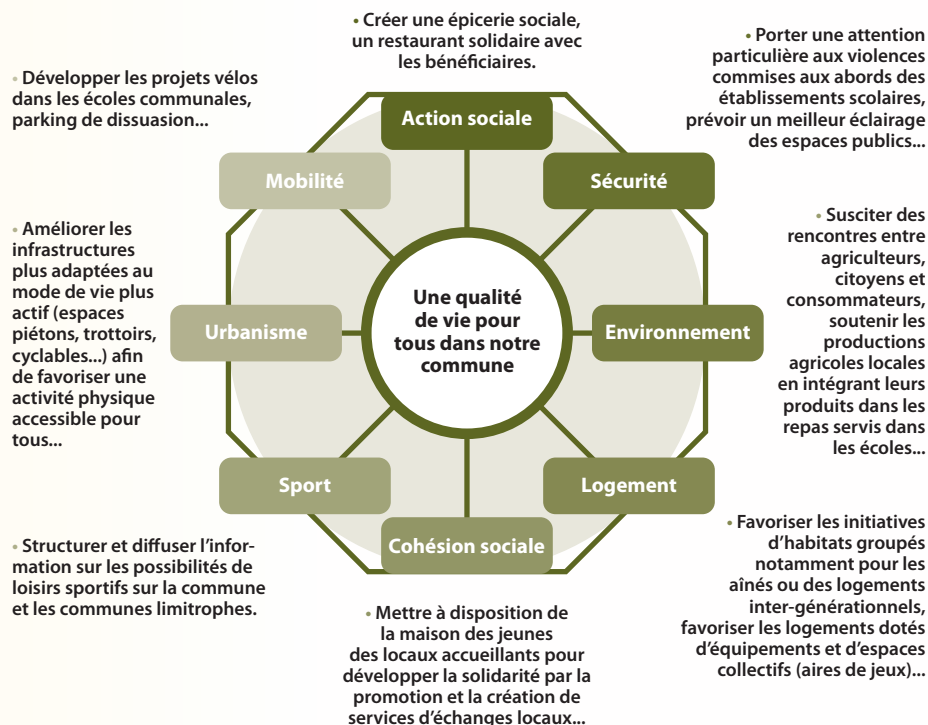 • Créer une épicerie sociale,
un restaurant solidaire avec
les bénéficiaires.
• Porter une attention
particulière aux violences
commises aux abords des
établissements scolaires,
prévoir un meilleur éclairage
des espaces publics...
• Développer les projets vélos
dans les écoles communales,
parking de dissuasion...
Action sociale
Mobilité
Sécurité
• Améliorer les
infrastructures
plus adaptées au
mode de vie plus
actif (espaces
piétons, trottoirs,
cyclables...) afin
de favoriser une
activité physique
accessible pour
tous...
Urbanisme
Une qualité
de vie pour
tous dans notre
commune
Environnement
• Susciter des
rencontres entre
agriculteurs,
citoyens et
consommateurs,
soutenir les
productions
agricoles locales
en intégrant leurs
produits dans les
repas servis dans
les écoles...
Sport
Logement
Cohésion sociale
• Structurer et diffuser l’infor-
mation sur les possibilités de
loisirs sportifs sur la commune
et les communes limitrophes.
• Mettre à disposition de
la maison des jeunes
des locaux accueillants pour
développer la solidarité par la
promotion et la création de
services d’échanges locaux...
• Favoriser les initiatives
d’habitats groupés
notamment pour les
aînés ou des logements
inter-générationnels,
favoriser les logements dotés
d’équipements et d’espaces
collectifs (aires de jeux)...